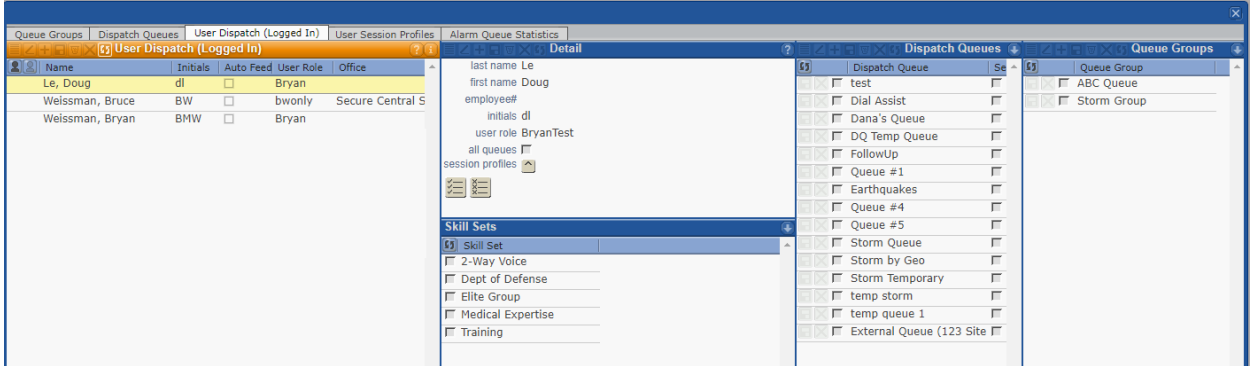 Queue Groups Dispatch Queues User Dispatch (Logged In) User Session Profiles Alarm Queue Statistics
User Dispatch (Logged In)
Name Initials Auto Feed User Role Office
Le, Doug dl Bryan
Weissman, Bruce BW bwonly Secure Central S
Weissman, Bryan BMW Bryan
Detail
last name Le
first name Doug
employee#
initials dl
user role BryanTest
all queues
session profiles
Skill Sets
Skill Set
2-Way Voice
Dept of Defense
Elite Group
Medical Expertise
Training
Dispatch Queues
Dispatch Queue Se
test
Dial Assist
Dana's Queue
DQ Temp Queue
FollowUp
Queue #1
Earthquakes
Queue #4
Queue #5
Storm Queue
Storm by Geo
Storm Temporary
temp storm
temp queue 1
External Queue (123 Site
Queue Groups
Queue Group
ABC Queue
Storm Group